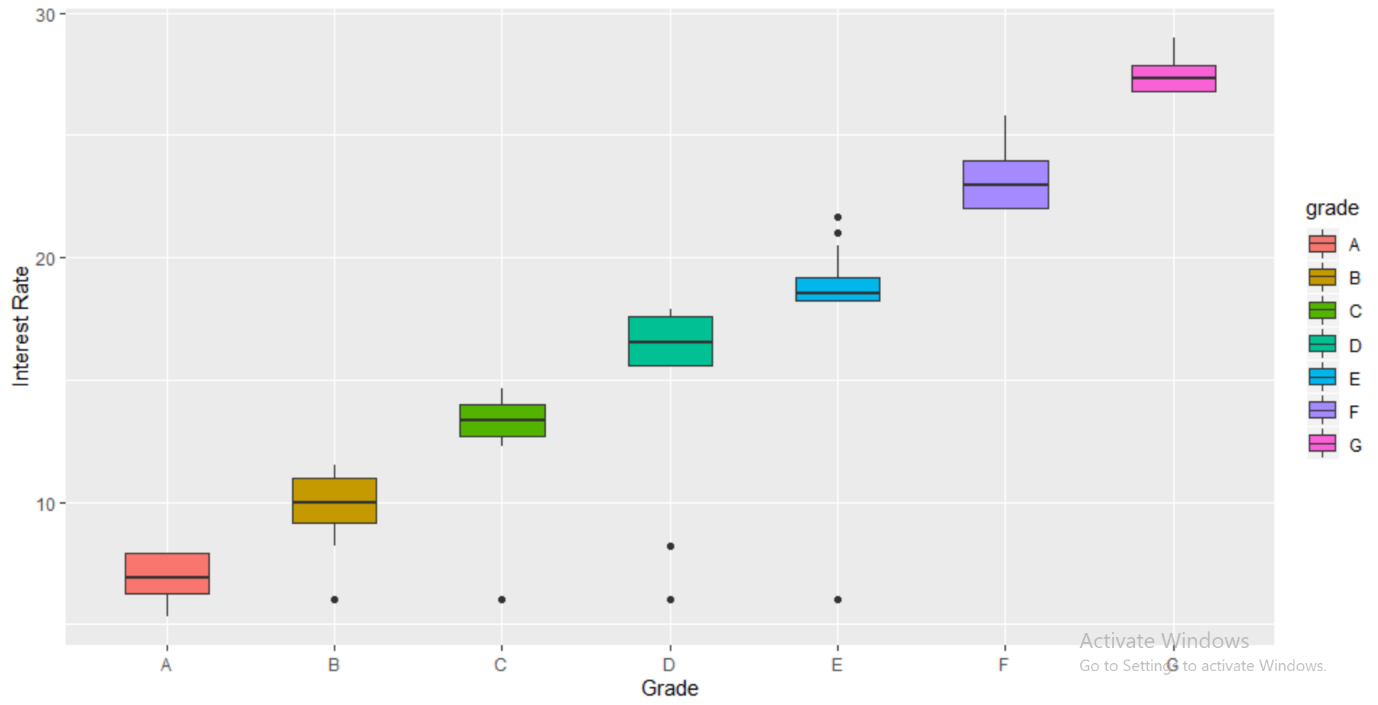 30
20
10
Interest Rate
A
B
C
D
E
F
G
Grade
grade
A
B
C
D
E
F
G
Activate Windows
Go to Settings to activate Windows.